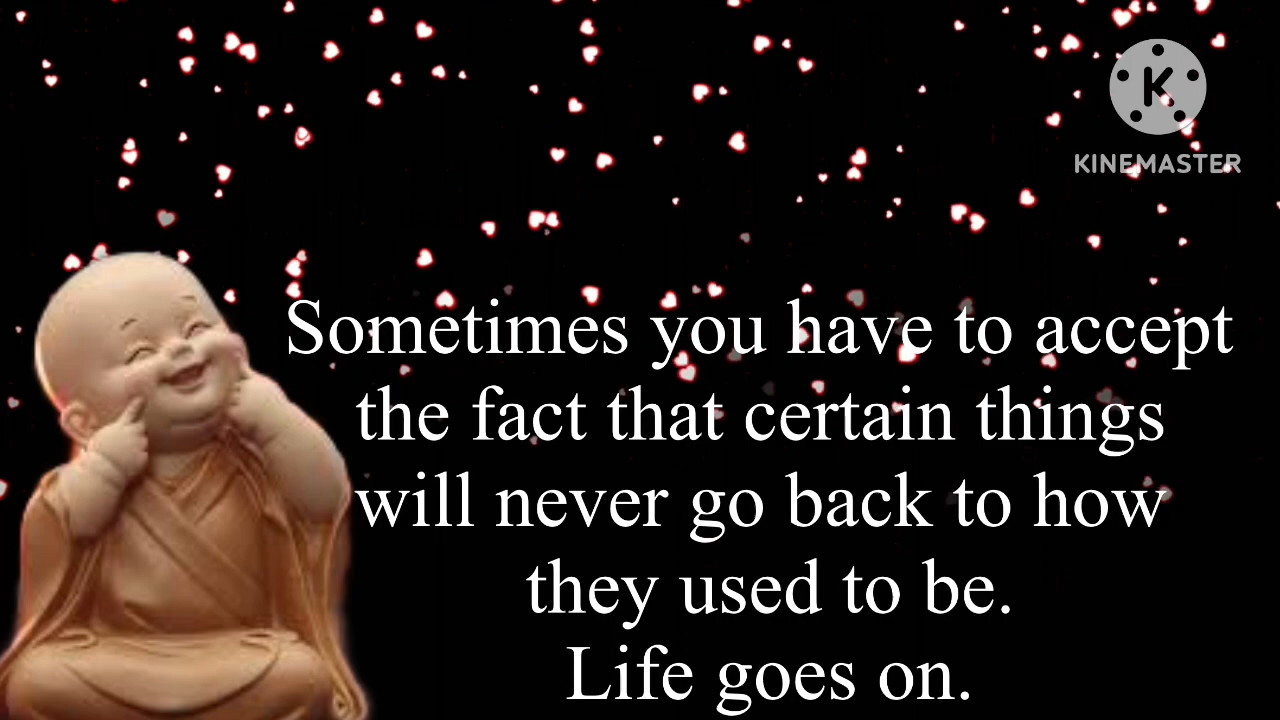 K
KINEMASTER
Sometimes you have to accept
the fact that certain things
will never go back to how
they used to be.
Life goes on.